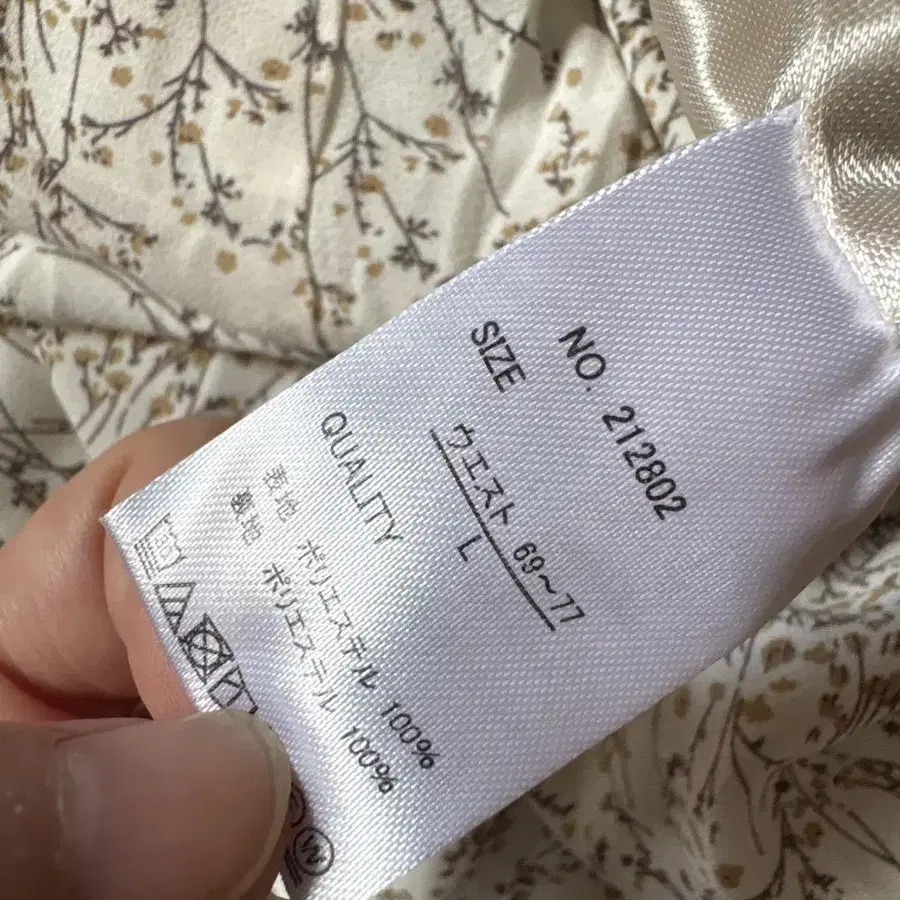 NO. 212802
SIZE
ウエスト 69～77
L
QUALITY
表地 ポリエステル 100%
裏地 ポリエステル 100%
W